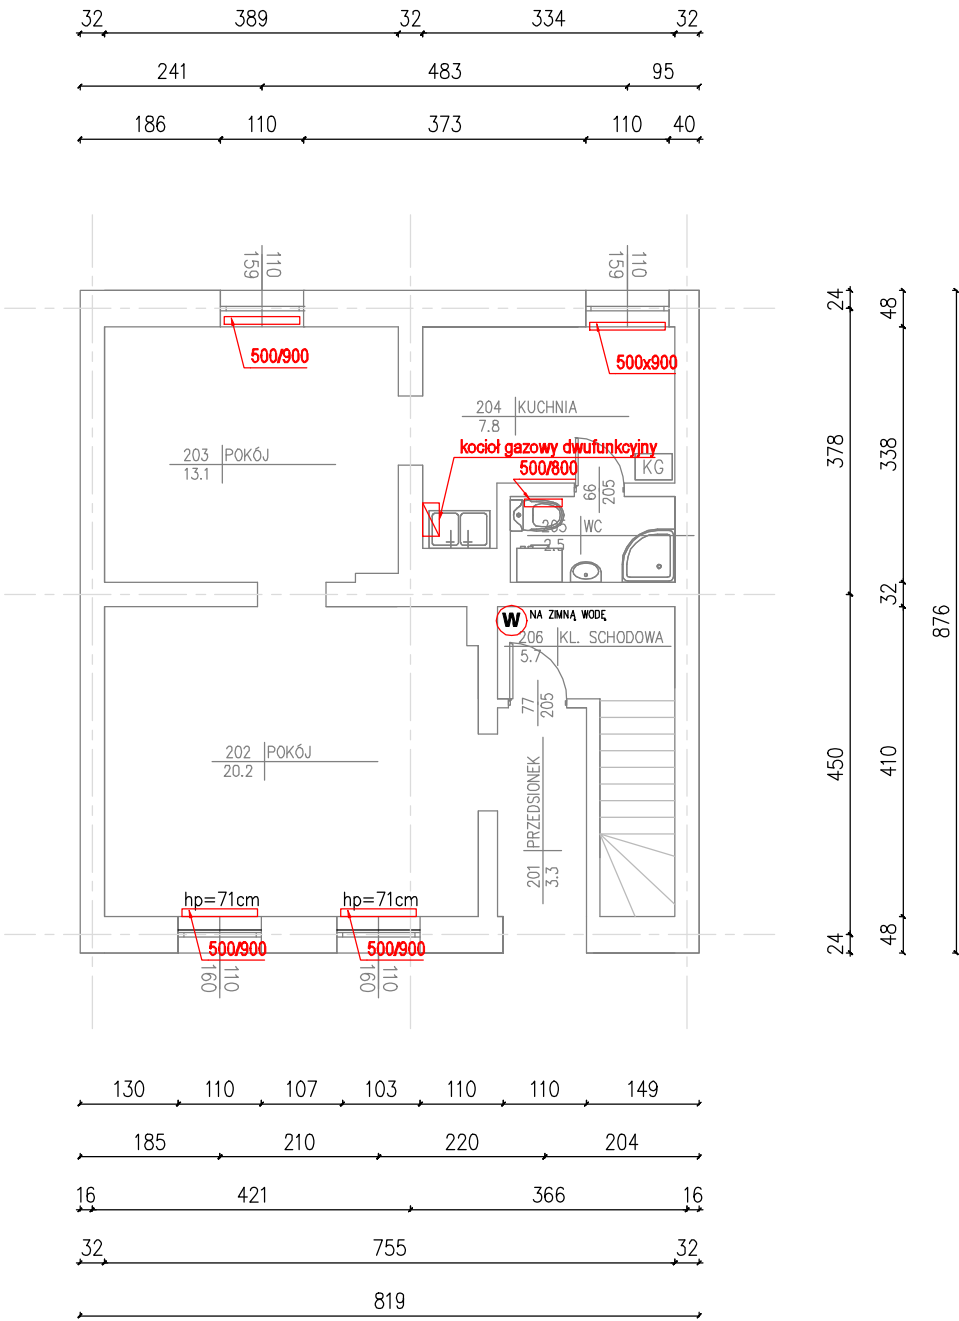 32 389 32 334 32
241 483 95
186 110 373 110 40
110
159
110
159
24 48
500/900
500x900
204 KUCHNIA
7.8
203 POKÓJ
13.1
kocioł gazowy dwufunkcyjny
500/800
KG
66
205
378 338
205 WC
2.5
32
W NA ZIMNĄ WODĘ
206 KL. SCHODOWA
5.7
876
77
205
202 POKÓJ
20.2
450 410
201 PRZEDSIONEK
3.3
hp=71cm hp=71cm
500/900 500/900
24 48
110
160
110
160
130 110 107 103 110 110 149
185 210 220 204
16 421 366 16
32 755 32
819